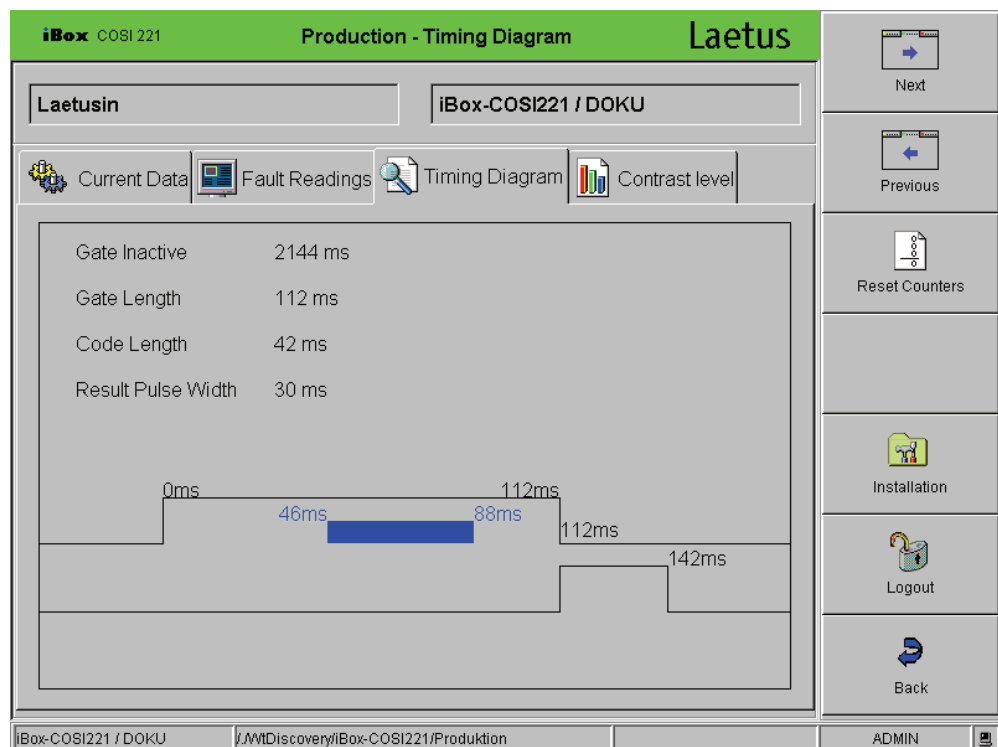 iBox COSI 221
Production - Timing Diagram
Laetus
Laetusin
iBox-COSI221 / DOKU
Current Data
Fault Readings
Timing Diagram
Contrast level
Gate Inactive 2144 ms
Gate Length 112 ms
Code Length 42 ms
Result Pulse Width 30 ms
0ms 112ms
46ms 88ms
112ms
142ms
Next
Previous
Reset Counters
Installation
Logout
Back
iBox-COSI221 / DOKU
/./WtDiscovery/iBox-COSI221/Produktion
ADMIN